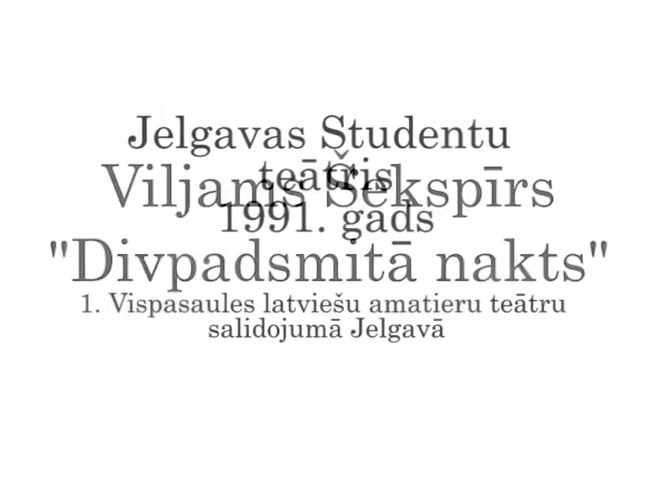 Jelgavas Studentu
teātris
Viljams Šekspīrs
1991. gads
"Divpadsmitā nakts"
1. Vispasaules latviešu amatieru teātru
salidojumā Jelgavā